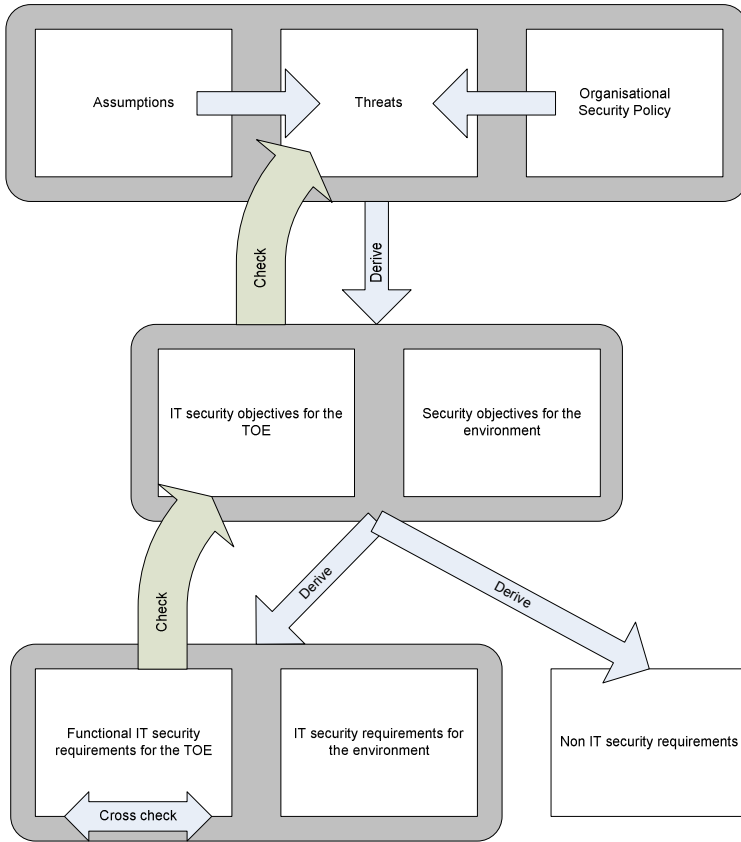 Assumptions
Threats
Organisational
Security Policy
Check
Derive
IT security objectives for the
TOE
Security objectives for the
environment
Check
Derive
Derive
Functional IT security
requirements for the TOE
IT security requirements for
the environment
Non IT security requirements
Cross check